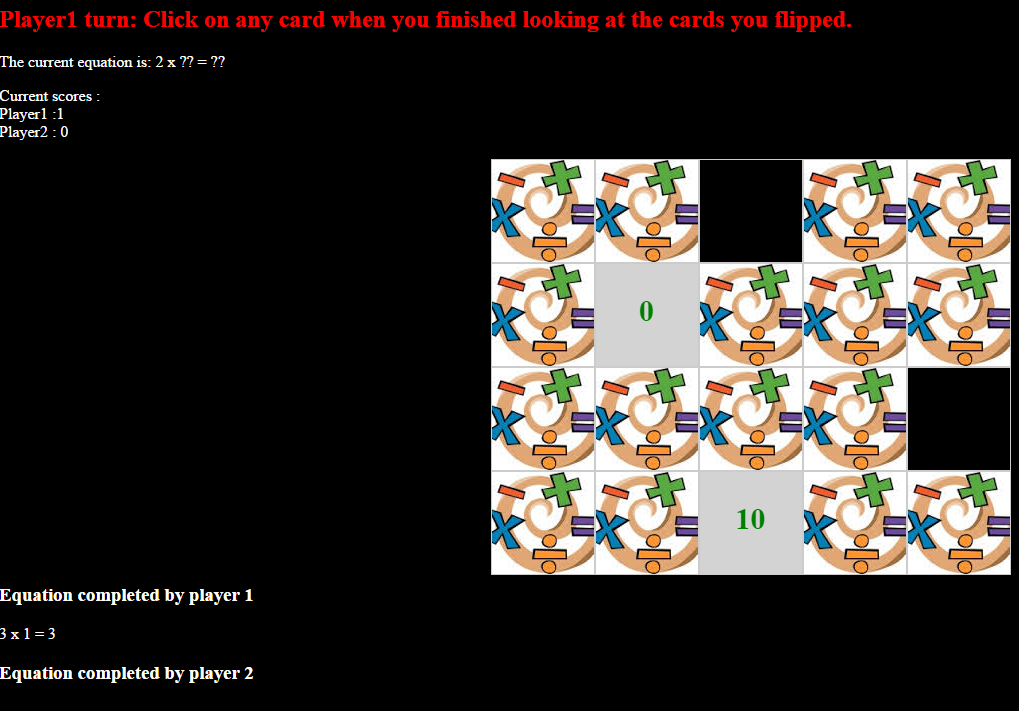 Player1 turn: Click on any card when you finished looking at the cards you flipped.
The current equation is: 2 x ?? = ??
Current scores :
Player1 :1
Player2 : 0
0
10
Equation completed by player 1
3 x 1 = 3
Equation completed by player 2